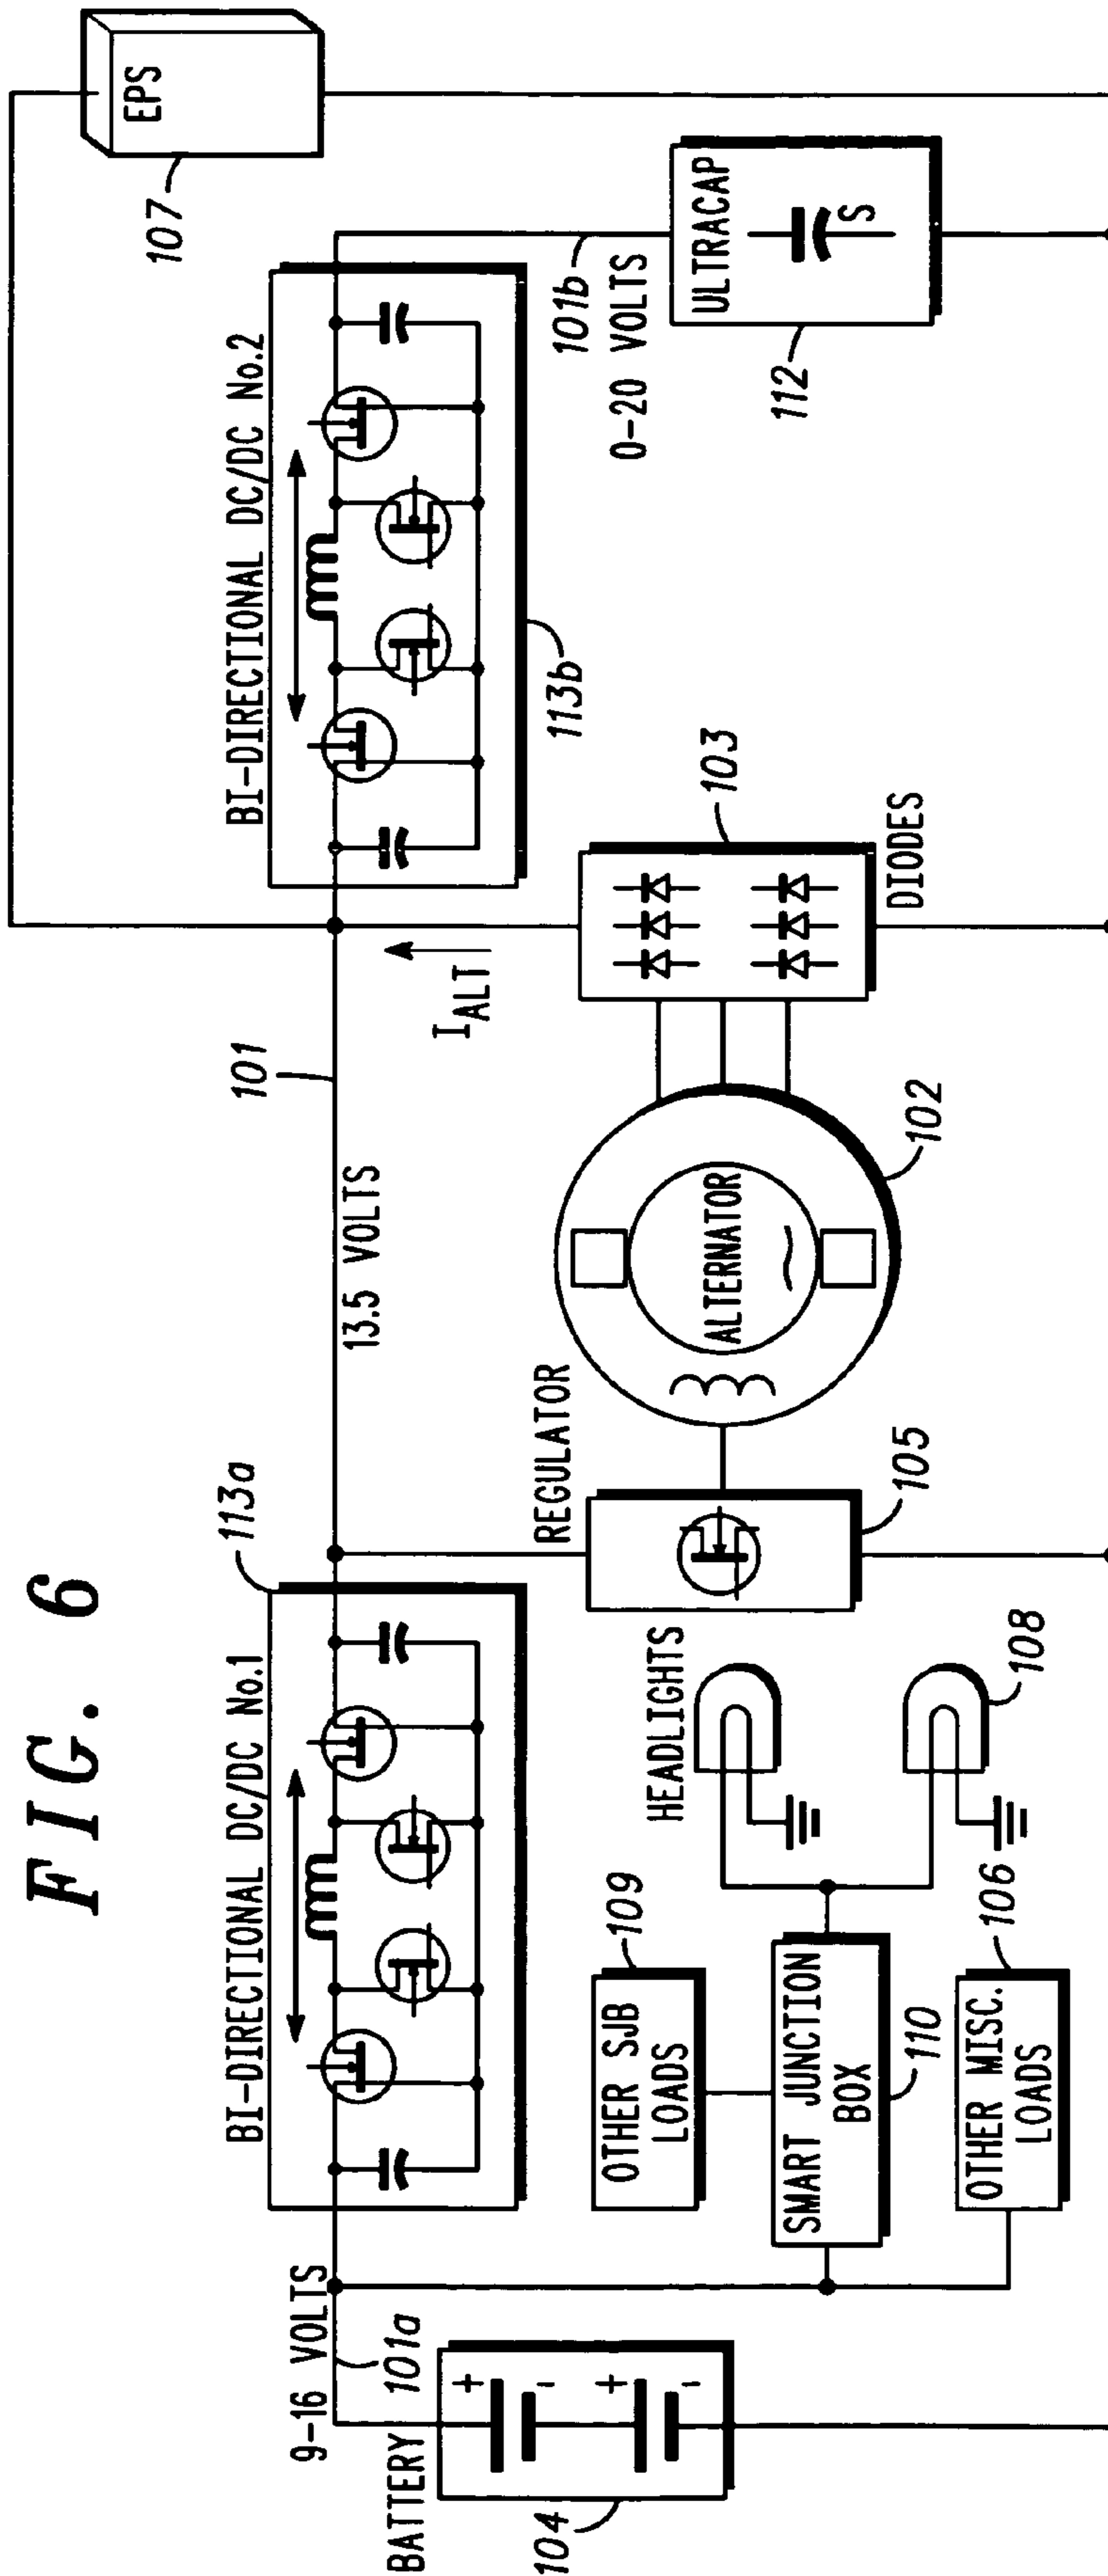 FIG. 6
BI-DIRECTIONAL DC/DC No.1
113a
BI-DIRECTIONAL DC/DC No.2
113b
EPS
107
9-16 VOLTS
101a
13.5 VOLTS
101
I ALT
101b
0-20 VOLTS
BATTERY
+
-
+
-
104
OTHER SJB
LOADS
109
SMART JUNCTION
BOX
110
OTHER MISC.
LOADS
106
HEADLIGHTS
108
REGULATOR
105
ALTERNATOR
~
102
103
DIODES
ULTRACAP
S
112